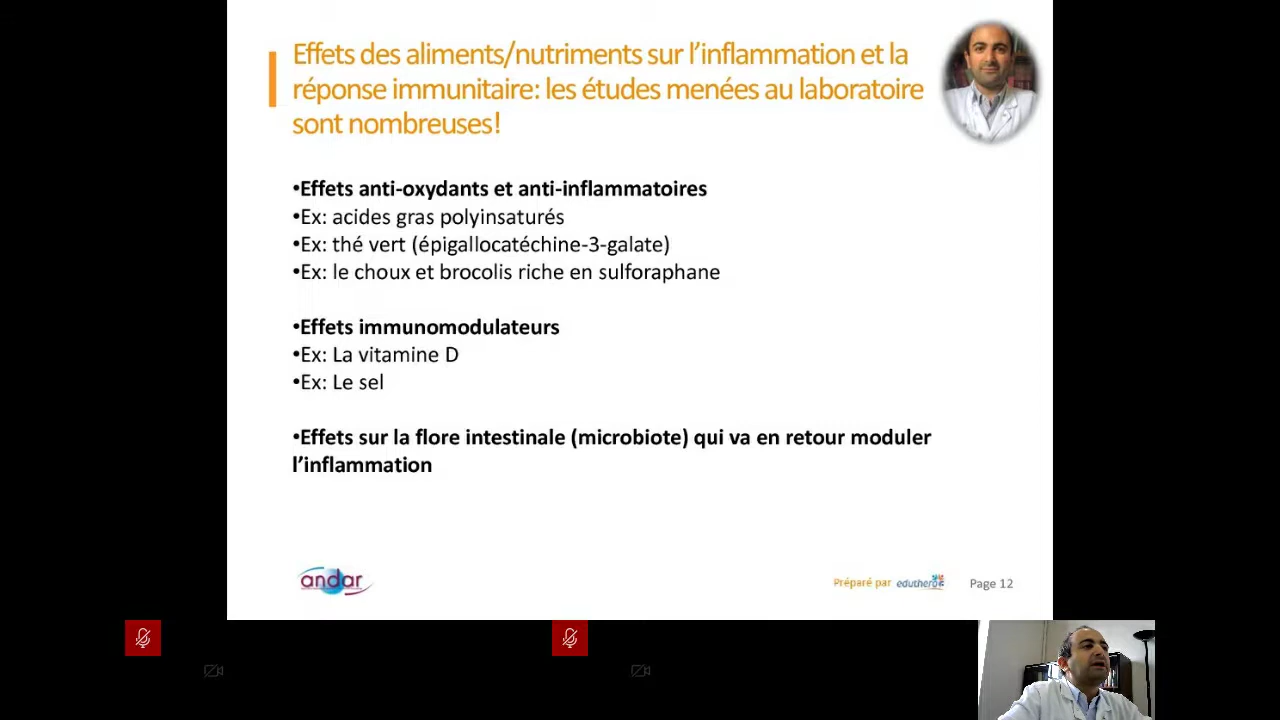 Effets des aliments/nutriments sur l’inflammation et la
réponse immunitaire: les études menées au laboratoire
sont nombreuses!
•Effets anti-oxydants et anti-inflammatoires
•Ex: acides gras polyinsaturés
•Ex: thé vert (épigallocatéchine-3-galate)
•Ex: le choux et brocolis riche en sulforaphane
•Effets immunomodulateurs
•Ex: La vitamine D
•Ex: Le sel
•Effets sur la flore intestinale (microbiote) qui va en retour moduler
l’inflammation
andar
Préparé par
Page 12